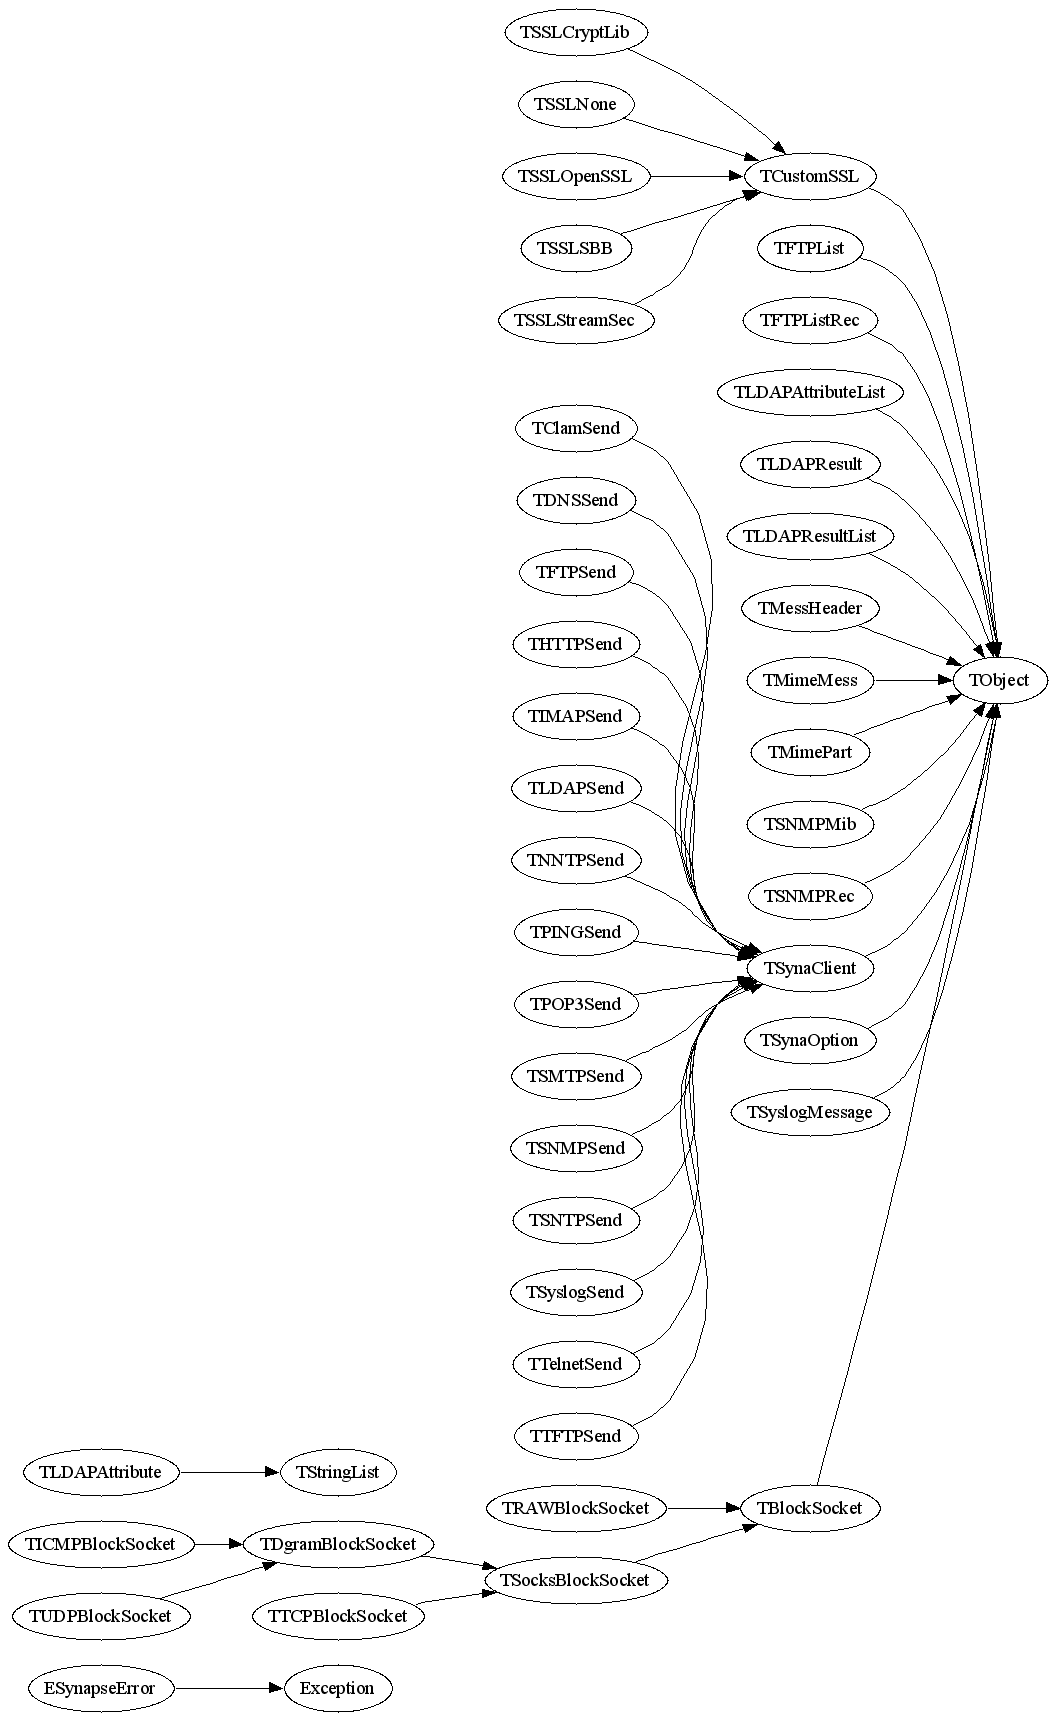 TSSLCryptLib
TSSLNone
TSSLOpenSSL
TCustomSSL
TSSLSBB
TFTPList
TSSLStreamSec
TFTPListRec
TLDAPAttributeList
TClamSend
TLDAPResult
TDNSSend
TLDAPResultList
TFTPSend
TMessHeader
THTTPSend
TMimeMess
TObject
TIMAPSend
TMimePart
TLDAPSend
TSNMPMib
TNNTPSend
TSNMPRec
TPINGSend
TSynaClient
TPOP3Send
TSynaOption
TSMTPSend
TSyslogMessage
TSNMPSend
TSNTPSend
TSyslogSend
TTelnetSend
TTFTPSend
TLDAPAttribute
TStringList
TRAWBlockSocket
TBlockSocket
TICMPBlockSocket
TDgramBlockSocket
TSocksBlockSocket
TUDPBlockSocket
TTCPBlockSocket
ESynapseError
Exception